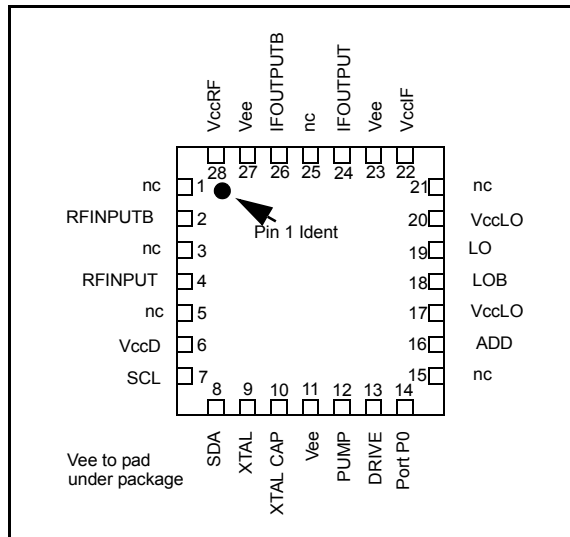 VccRF
Vee
IFOUTPUTB
nc
IFOUTPUT
Vee
VccIF
28
27
26
25
24
23
22
nc
1
21
nc
RFINPUTB
2
20
VccLO
Pin 1 Ident
nc
3
19
LO
RFINPUT
4
18
LOB
nc
5
17
VccLO
VccD
6
16
ADD
SCL
7
15
nc
8
9
10
11
12
13
14
SDA
XTAL
XTAL CAP
Vee
PUMP
DRIVE
Port P0
Vee to pad
under package